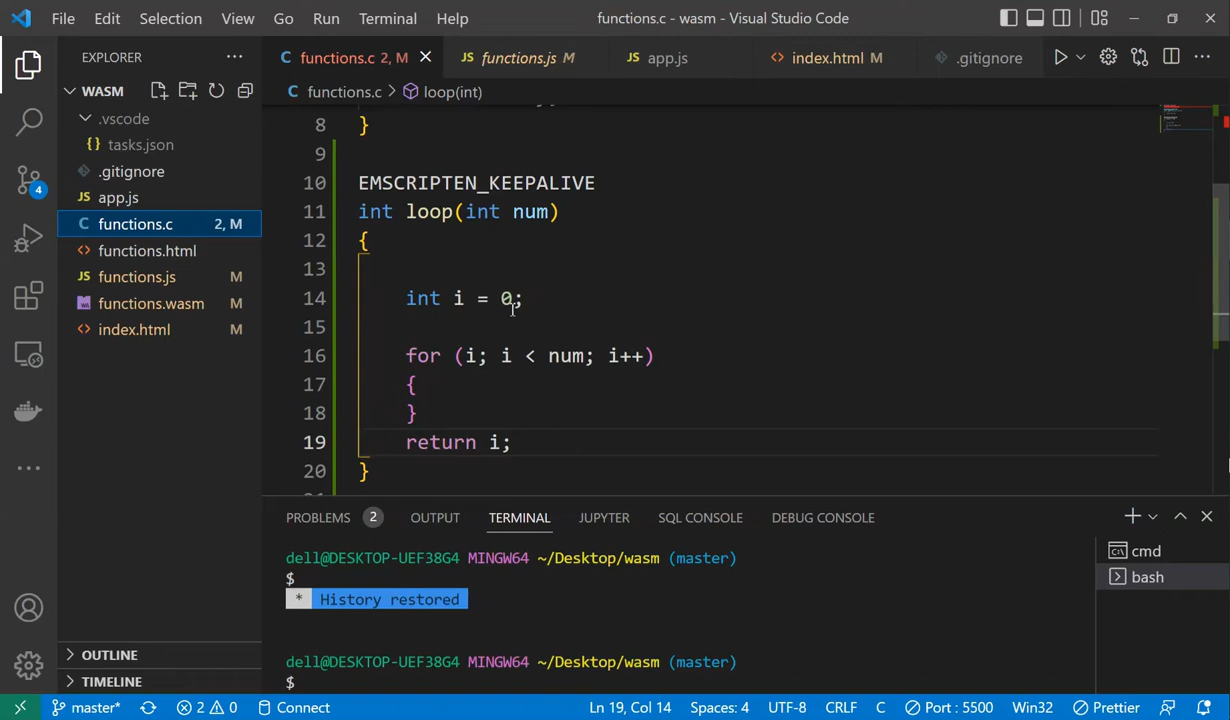 File Edit Selection View Go Run Terminal Help functions.c - wasm - Visual Studio Code
EXPLORER
WASM
.vscode
tasks.json
.gitignore
app.js
functions.c 2, M
functions.html
functions.js M
functions.wasm M
index.html M
OUTLINE
TIMELINE
functions.c 2, M functions.js M app.js index.html M .gitignore
functions.c > loop(int)
8 }
9
10 EMSCRIPTEN_KEEPALIVE
11 int loop(int num)
12 {
13
14 int i = 0;
15
16 for (i; i < num; i++)
17 {
18 }
19 return i;
20 }
PROBLEMS 2 OUTPUT TERMINAL JUPYTER SQL CONSOLE DEBUG CONSOLE
dell@DESKTOP-UEF38G4 MINGW64 ~/Desktop/wasm (master)
$
* History restored
dell@DESKTOP-UEF38G4 MINGW64 ~/Desktop/wasm (master)
$
cmd
bash
4
master* 2 0 Connect Ln 19, Col 14 Spaces: 4 UTF-8 CRLF C Port : 5500 Win32 Prettier